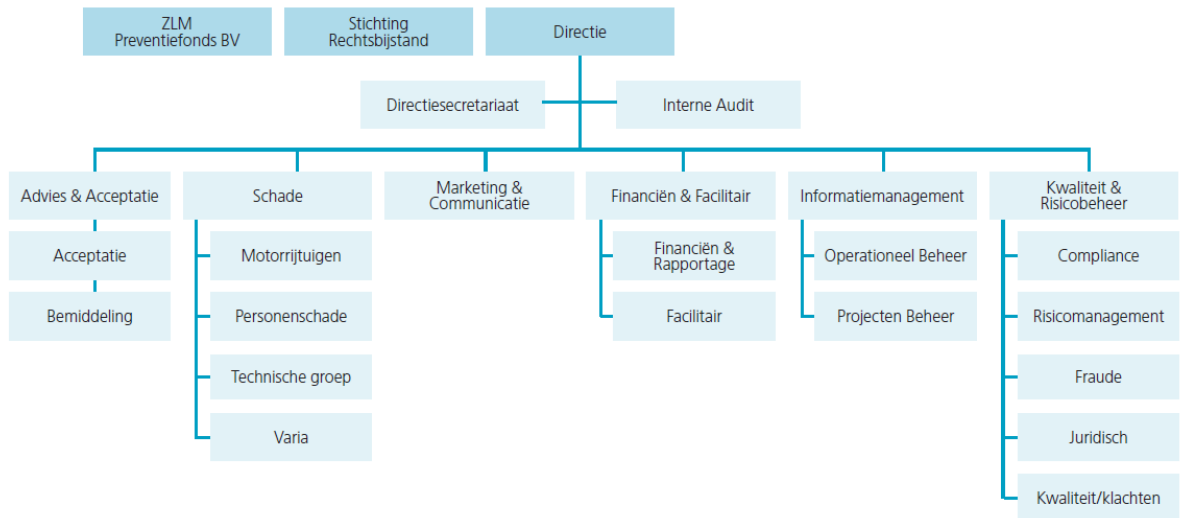 ZLM
Preventiefonds BV
Stichting
Rechtsbijstand
Directie
Directiesecretariaat
Interne Audit
Advies & Acceptatie
Schade
Marketing &
Communicatie
Financiën & Facilitair
Informatiemanagement
Kwaliteit &
Risicobeheer
Acceptatie
Motorrijtuigen
Financiën &
Rapportage
Operationeel Beheer
Compliance
Bemiddeling
Personenschade
Facilitair
Projecten Beheer
Risicomanagement
Technische groep
Fraude
Varia
Juridisch
Kwaliteit/klachten